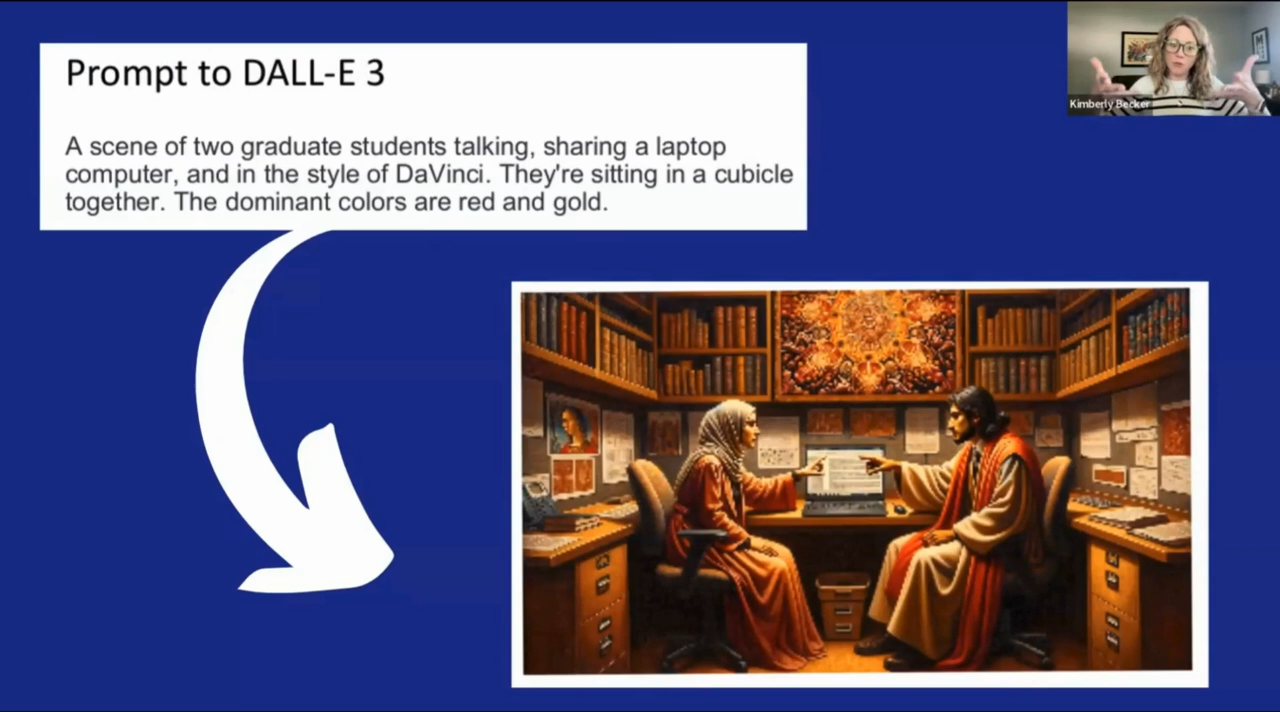 Prompt to DALL-E 3
A scene of two graduate students talking, sharing a laptop
computer, and in the style of DaVinci. They're sitting in a cubicle
together. The dominant colors are red and gold.
Kimberly Becker